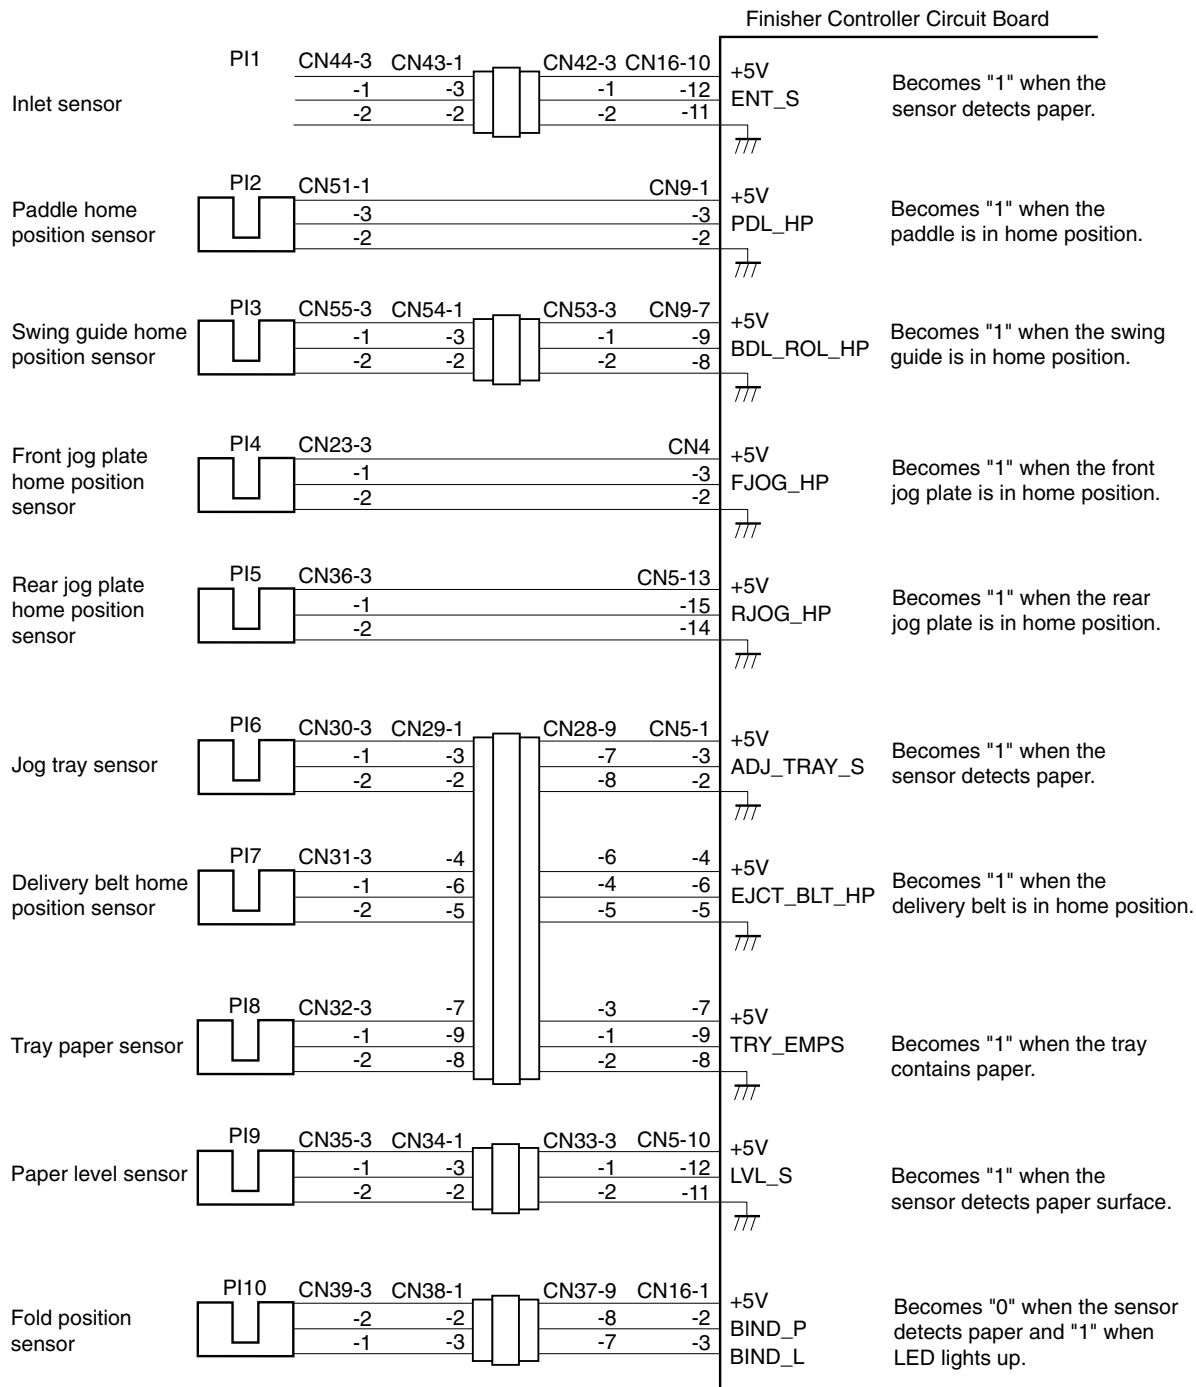 Finisher Controller Circuit Board
PI1 CN44-3 CN43-1 CN42-3 CN16-10 +5V
Inlet sensor -1 -3 -1 -12 ENT_S
-2 -2 -2 -11
Becomes "1" when the
sensor detects paper.
PI2 CN51-1 CN9-1 +5V
Paddle home
position sensor
-3 -3 PDL_HP
-2 -2
Becomes "1" when the
paddle is in home position.
PI3 CN55-3 CN54-1 CN53-3 CN9-7 +5V
Swing guide home
position sensor
-1 -3 -1 -9 BDL_ROL_HP
-2 -2 -2 -8
Becomes "1" when the swing
guide is in home position.
PI4 CN23-3 CN4 +5V
Front jog plate
home position
sensor
-1 -3 FJOG_HP
-2 -2
Becomes "1" when the front
jog plate is in home position.
PI5 CN36-3 CN5-13 +5V
Rear jog plate
home position
sensor
-1 -15 RJOG_HP
-2 -14
Becomes "1" when the rear
jog plate is in home position.
PI6 CN30-3 CN29-1 CN28-9 CN5-1 +5V
Jog tray sensor -1 -3 -7 -3 ADJ_TRAY_S
-2 -2 -8 -2
Becomes "1" when the
sensor detects paper.
PI7 CN31-3 -4 -6 -4 +5V
Delivery belt home
position sensor
-1 -6 -4 -6 EJCT_BLT_HP
-2 -5 -5 -5
Becomes "1" when the
delivery belt is in home position.
PI8 CN32-3 -7 -3 -7 +5V
Tray paper sensor -1 -9 -1 -9 TRY_EMPS
-2 -8 -2 -8
Becomes "1" when the tray
contains paper.
PI9 CN35-3 CN34-1 CN33-3 CN5-10 +5V
Paper level sensor -1 -3 -1 -12 LVL_S
-2 -2 -2 -11
Becomes "1" when the
sensor detects paper surface.
PI10 CN39-3 CN38-1 CN37-9 CN16-1 +5V
Fold position
sensor
-2 -2 -8 -2 BIND_P
-1 -3 -7 -3 BIND_L
Becomes "0" when the sensor
detects paper and "1" when
LED lights up.